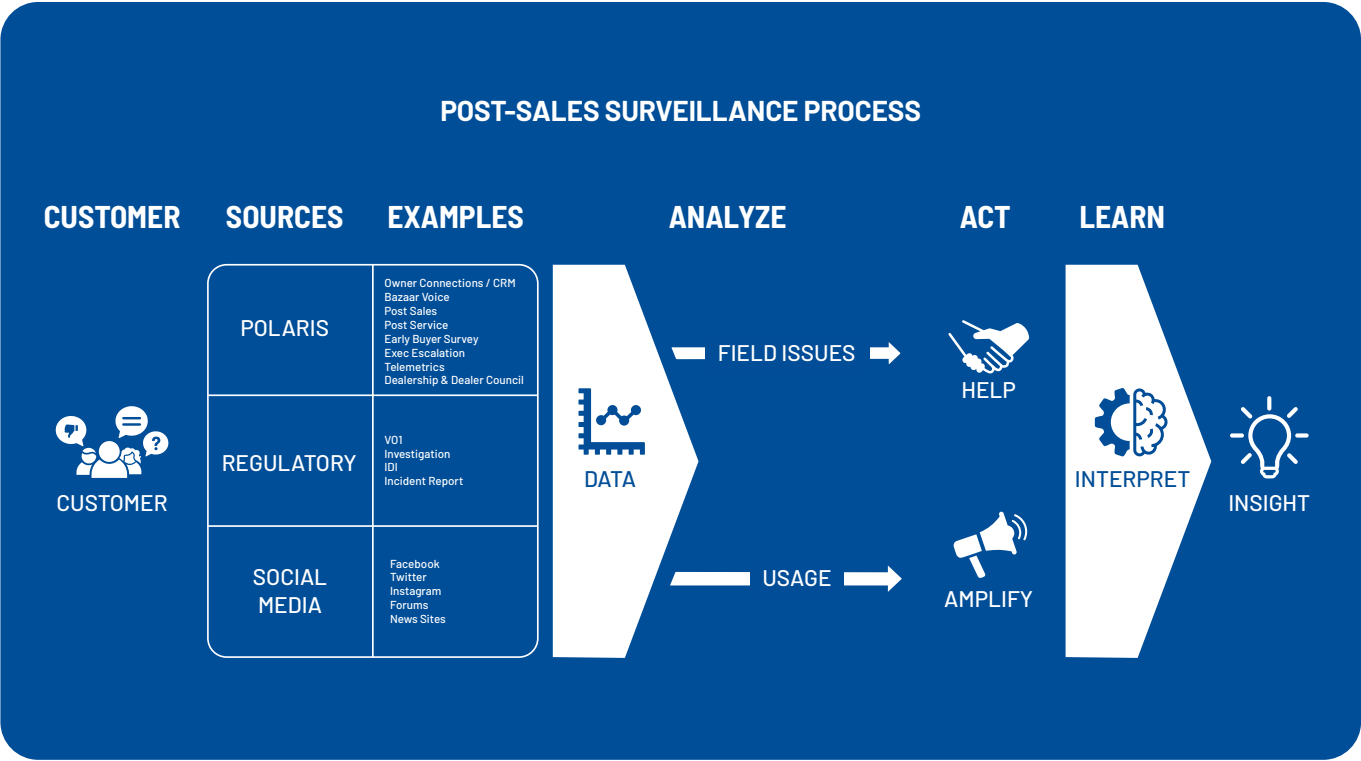 POST-SALES SURVEILLANCE PROCESS
CUSTOMER
SOURCES
EXAMPLES
ANALYZE
ACT
LEARN
?
CUSTOMER
POLARIS
Owner Connections / CRM
Bazaar Voice
Post Sales
Post Service
Early Buyer Survey
Exec Escalation
Telemetrics
Dealership & Dealer Council
REGULATORY
VO1
Investigation
IDI
Incident Report
SOCIAL
MEDIA
Facebook
Twitter
Instagram
Forums
News Sites
DATA
FIELD ISSUES
USAGE
HELP
AMPLIFY
INTERPRET
INSIGHT